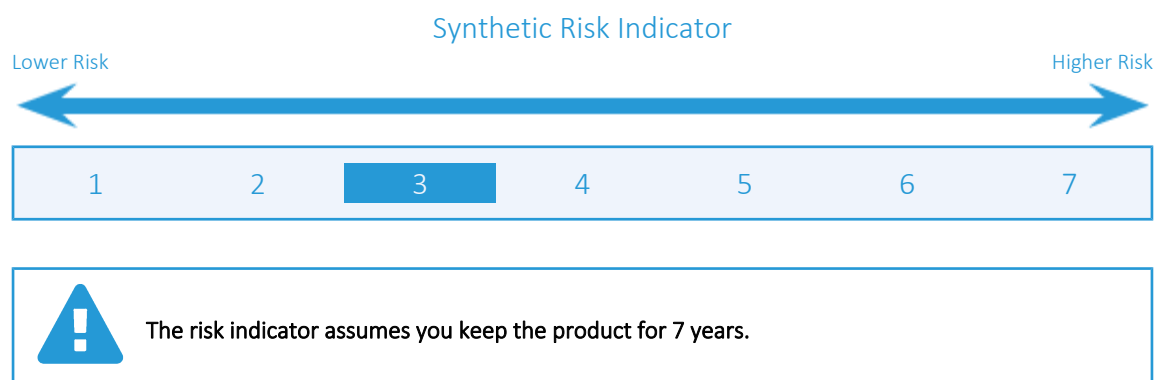 Synthetic Risk Indicator
Lower Risk Higher Risk
1 2 3 4 5 6 7
The risk indicator assumes you keep the product for 7 years.